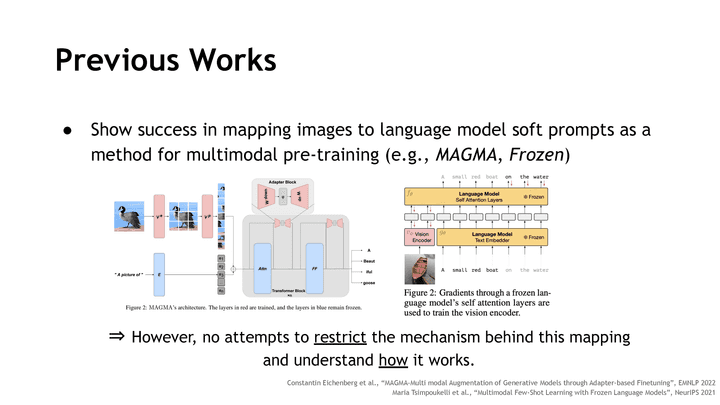 Previous Works
● Show success in mapping images to language model soft prompts as a
method for multimodal pre-training (e.g., MAGMA, Frozen)
Adapter Block
W down
W up
" A picture of "
E
Attn
FF
Transformer Block
A
Beaut
iful
goose
Figure 2: MAGMA's architecture. The layers in red are trained, and the layers in blue remain frozen.
A small red boat on the water
Language Model
Self Attention Layers
Frozen
Vision
Encoder
Language Model
Text Embedder
Frozen
A small red boat on the water
Figure 2: Gradients through a frozen lan-
guage model's self attention layers are
used to train the vision encoder.
⇒ However, no attempts to restrict the mechanism behind this mapping
and understand how it works.
Constantin Eichenberg et al., "MAGMA-Multi modal Augmentation of Generative Models through Adapter-based Finetuning", EMNLP 2022
Maria Tsimpoukelli et al., "Multimodal Few-Shot Learning with Frozen Language Models", NeurIPS 2021